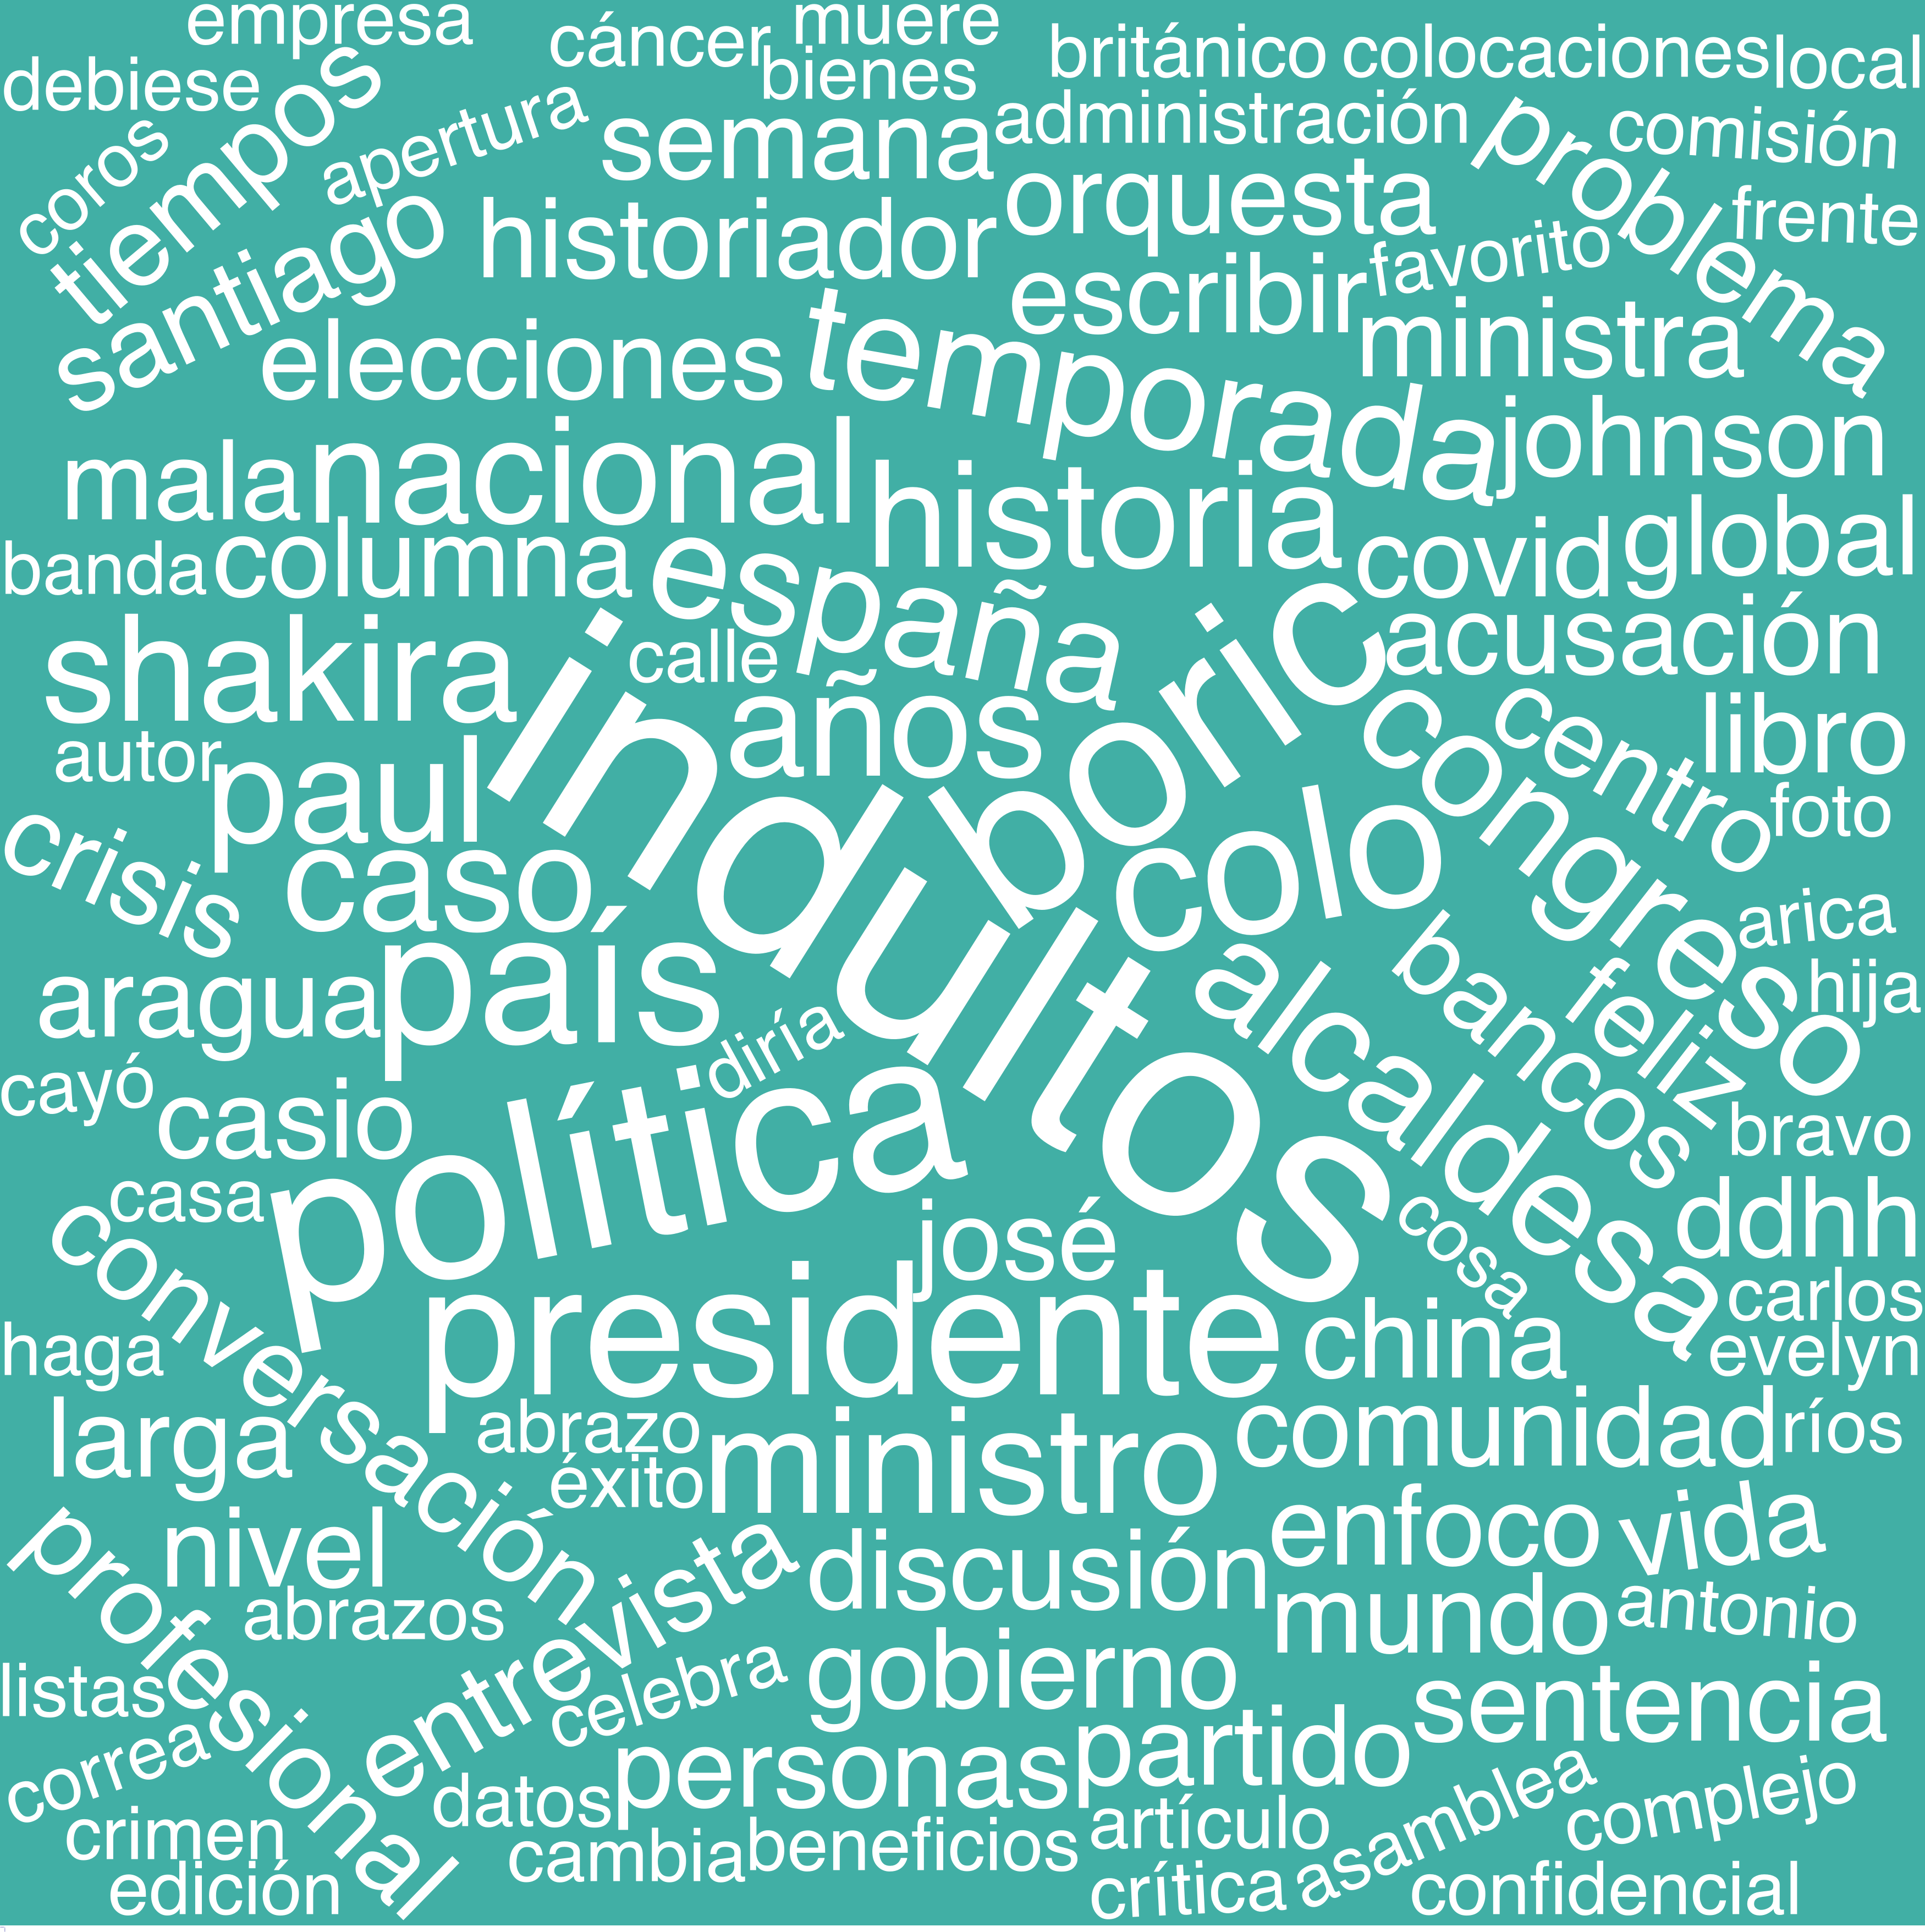 empresa
cáncer
muere
británico
colocaciones
local
debiese
bienes
tiempos
apertura
semana
administración
comisión
coros
orquesta
problema
frente
santiago
historiador
escribir
favorito
elecciones
temporada
ministra
johnson
mala
nacional
historia
covid
global
banda
columna
españa
acusación
shakira
calle
indultos
boric
años
congreso
centro
libro
autor
paul
colo
foto
crisis
caso
arica
aragua
país
alcaldesa
bancos
feliz
hija
diría
cayó
casio
política
bravo
casa
josé
cosa
ddhh
conversación
presidente
china
carlos
haga
evelyn
larga
abrazo
ministro
comunidad
ríos
éxito
nivel
discusión
enfoco
vida
profesional
abrazos
entrevista
mundo
antonio
listas
celebra
gobierno
sentencia
correa
personas
partido
datos
crimen
cambia
beneficios
artículo
asamblea
complejo
edición
crítica
confidencial